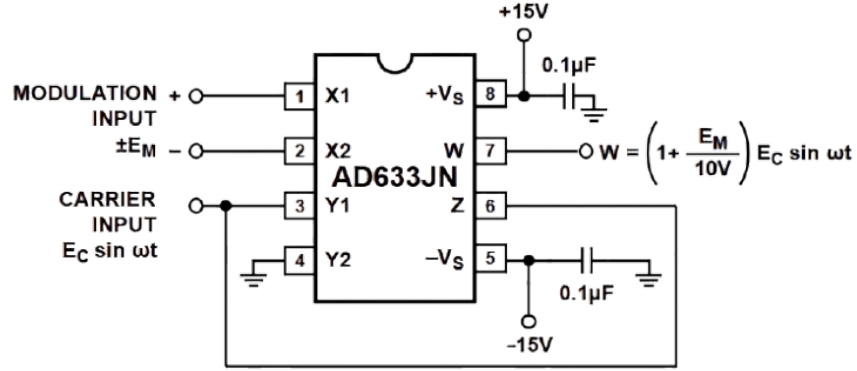 +15V
0.1µF
MODULATION + 1 X1 +VS 8
INPUT
±EM – 2 X2 W 7 W = (1+ EM/10V) EC sin ωt
AD633JN
CARRIER 3 Y1 Z 6
INPUT
EC sin ωt
4 Y2 –VS 5
0.1µF
–15V